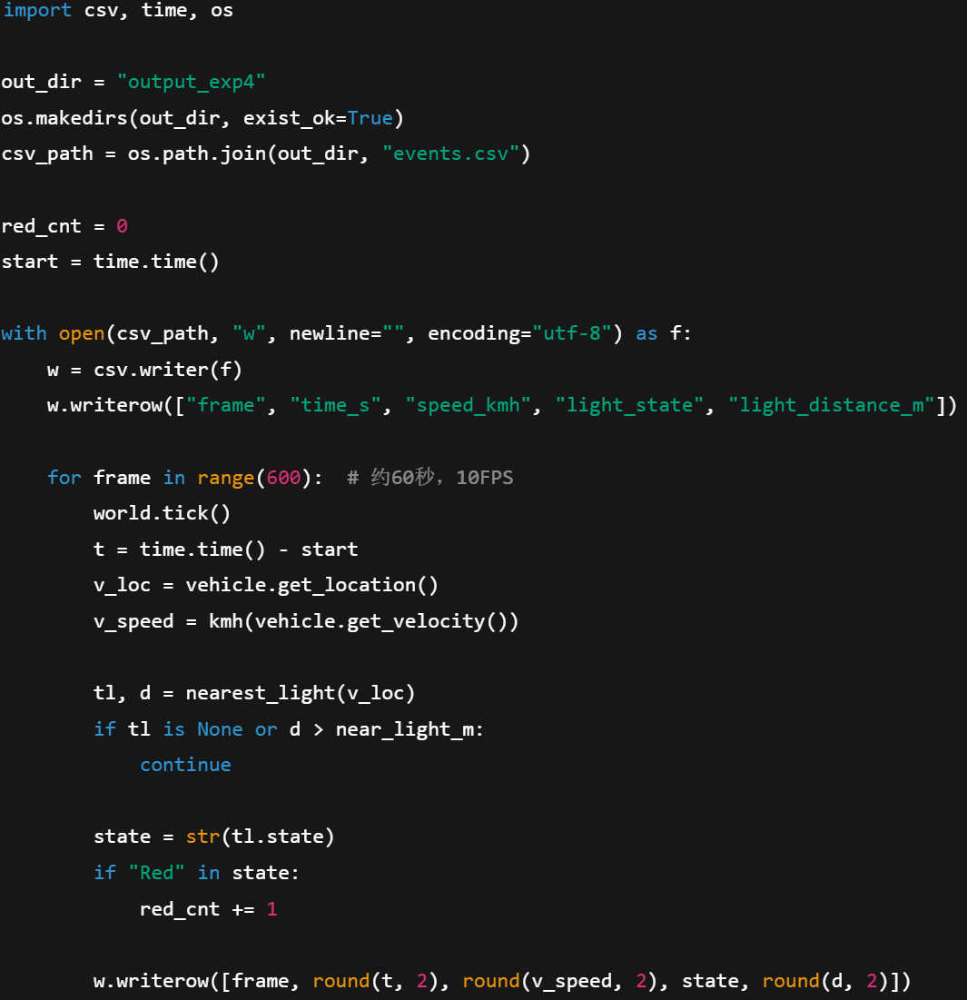 import csv, time, os
out_dir = "output_exp4"
os.makedirs(out_dir, exist_ok=True)
csv_path = os.path.join(out_dir, "events.csv")
red_cnt = 0
start = time.time()
with open(csv_path, "w", newline="", encoding="utf-8") as f:
    w = csv.writer(f)
    w.writerow(["frame", "time_s", "speed_kmh", "light_state", "light_distance_m"])
    for frame in range(600):  # 约60秒，10FPS
        world.tick()
        t = time.time() - start
        v_loc = vehicle.get_location()
        v_speed = kmh(vehicle.get_velocity())
        tl, d = nearest_light(v_loc)
        if tl is None or d > near_light_m:
            continue
        state = str(tl.state)
        if "Red" in state:
            red_cnt += 1
        w.writerow([frame, round(t, 2), round(v_speed, 2), state, round(d, 2)])